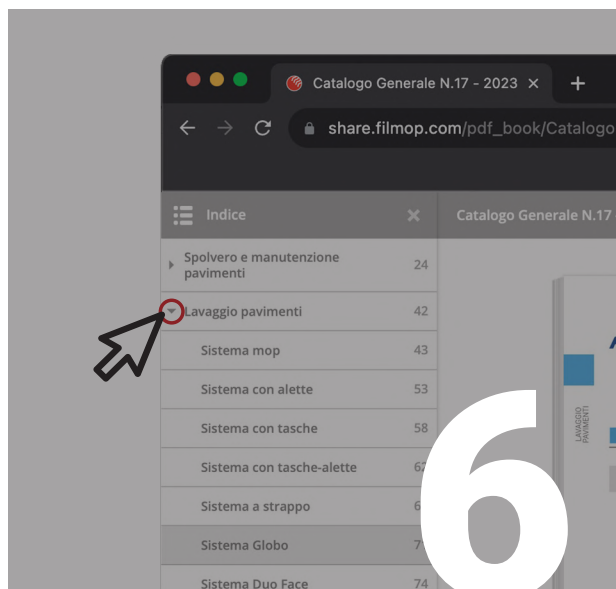 Catalogo Generale N.17 - 2023
share.filmop.com/pdf_book/Catalogo
Indice
Catalogo Generale N.17
Spolvero e manutenzione
pavimenti 24
Lavaggio pavimenti 42
Sistema mop 43
Sistema con alette 53
Sistema con tasche 58
Sistema con tasche-alette
Sistema a strappo
Sistema Globo
Sistema Duo Face 74
LAVAGGIO
PAVIMENTI
6